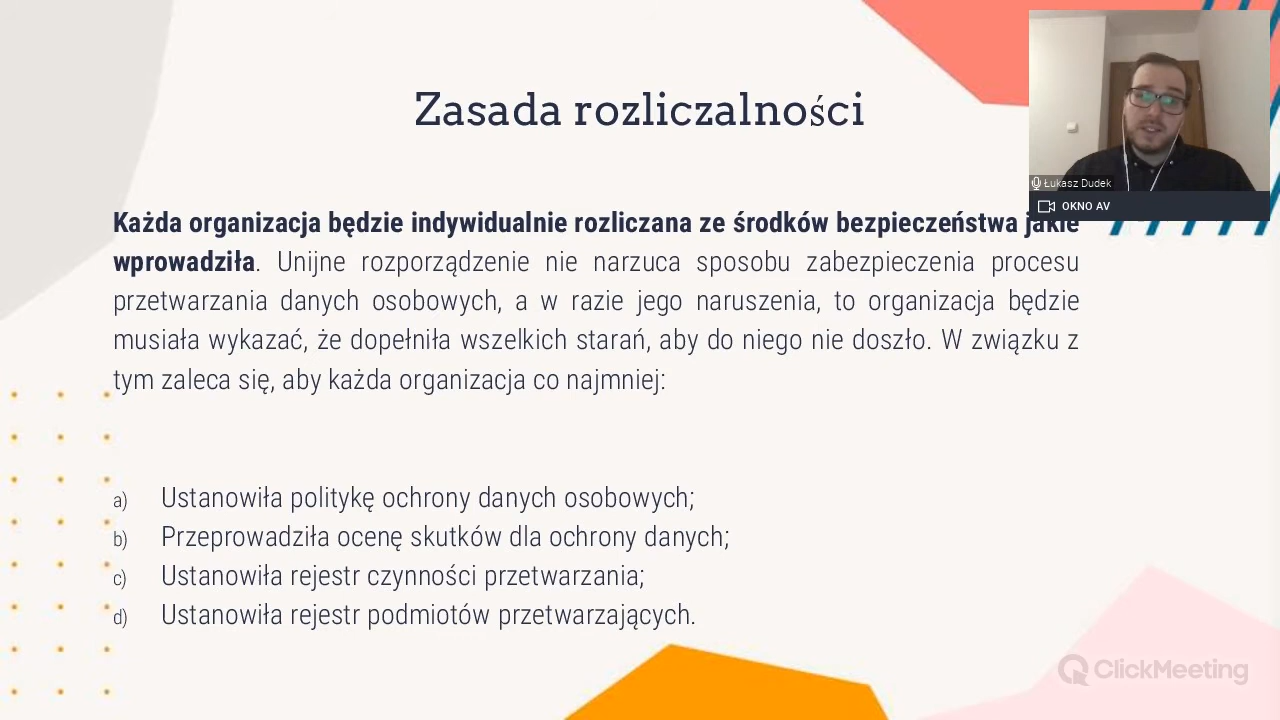 Zasada rozliczalności
Łukasz Dudek
OKNO AV
Każda organizacja będzie indywidualnie rozliczana ze środków bezpieczeństwa jakie
wprowadziła. Unijne rozporządzenie nie narzuca sposobu zabezpieczenia procesu
przetwarzania danych osobowych, a w razie jego naruszenia, to organizacja będzie
musiała wykazać, że dopełniła wszelkich starań, aby do niego nie doszło. W związku z
tym zaleca się, aby każda organizacja co najmniej:
a) Ustanowiła politykę ochrony danych osobowych;
b) Przeprowadziła ocenę skutków dla ochrony danych;
c) Ustanowiła rejestr czynności przetwarzania;
d) Ustanowiła rejestr podmiotów przetwarzających.
ClickMeeting